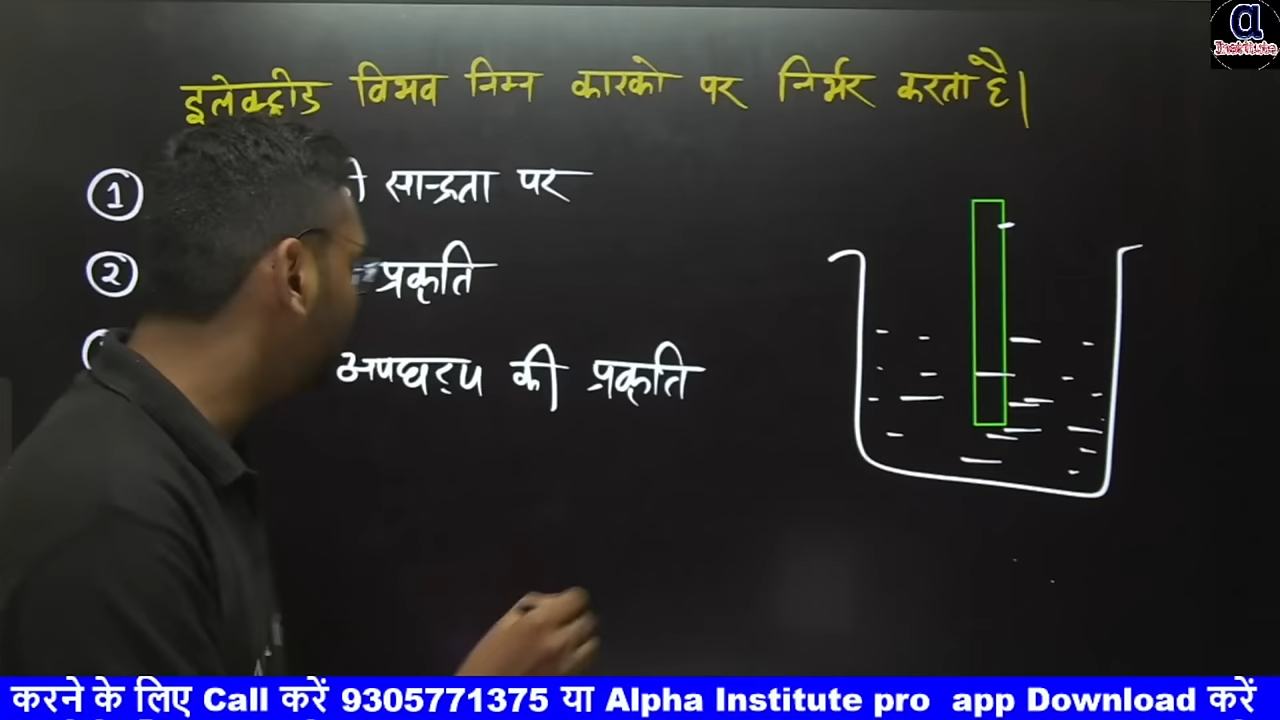 α
Institute
इलेक्ट्रोड विभव निम्न कारको पर निर्भर करता है।
① की सान्द्रता पर
② प्रकृति
अपघट्य की प्रकृति
करने के लिए Call करें 9305771375 या Alpha Institute pro app Download करें